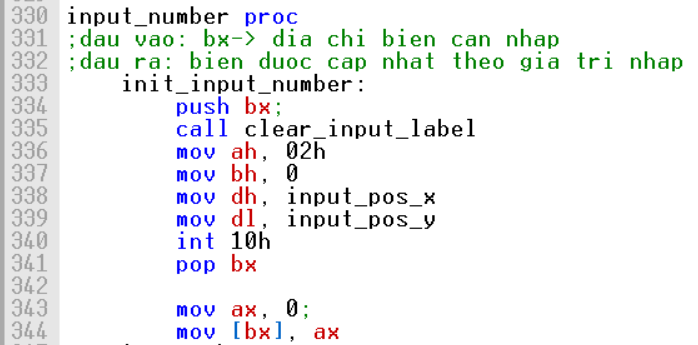 330 input_number proc
331 ;dau vao: bx-> dia chi bien can nhap
332 ;dau ra: bien duoc cap nhat theo gia tri nhap
333     init_input_number:
334         push bx;
335         call clear_input_label
336         mov ah, 02h
337         mov bh, 0
338         mov dh, input_pos_x
339         mov dl, input_pos_y
340         int 10h
341         pop bx
342
343         mov ax, 0;
344         mov [bx], ax